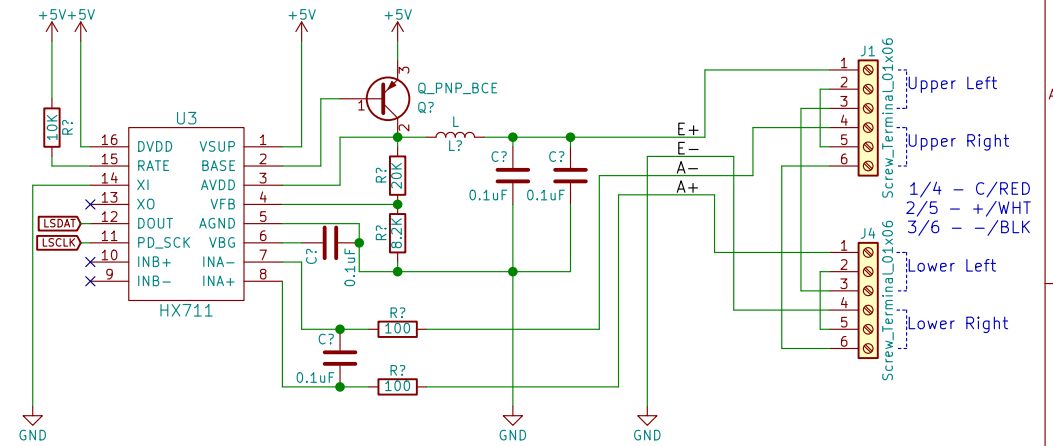 +5V
+5V
+5V
+5V
10K
R?
U3
HX711
16
DVDD
15
RATE
14
XI
13
XO
12
DOUT
11
PD_SCK
10
INB+
9
INB-
VSUP
1
BASE
2
AVDD
3
VFB
4
AGND
5
VBG
6
INA-
7
INA+
8
LSDAT
LSCLK
3
1
2
Q_PNP_BCE
Q?
L
L?
R?
20K
R?
8.2K
C?
0.1uF
C?
0.1uF
C?
0.1uF
C?
0.1uF
R?
100
R?
100
E+
E-
A-
A+
GND
GND
GND
J1
Screw_Terminal_01x06
1
2
3
4
5
6
Upper Left
Upper Right
1/4 - C/RED
2/5 - +/WHT
3/6 - -/BLK
J4
Screw_Terminal_01x06
1
2
3
4
5
6
Lower Left
Lower Right